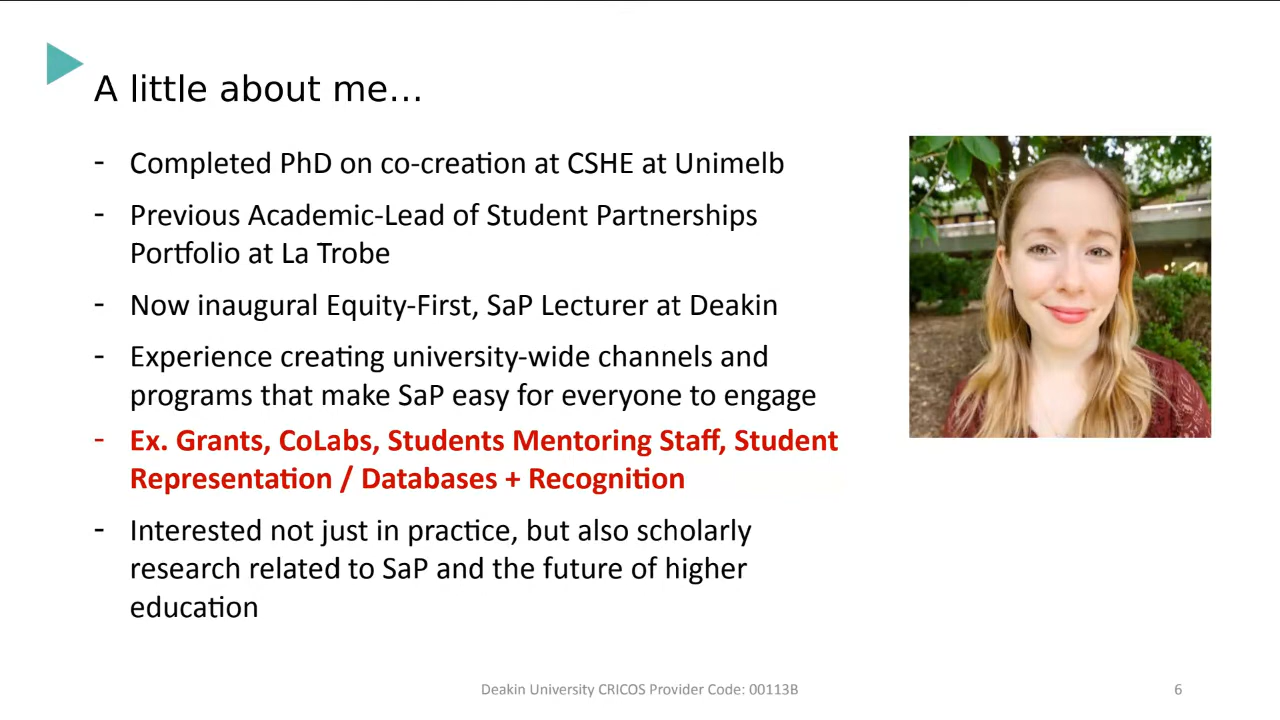 A little about me...
- Completed PhD on co-creation at CSHE at Unimelb
- Previous Academic-Lead of Student Partnerships
Portfolio at La Trobe
- Now inaugural Equity-First, SaP Lecturer at Deakin
- Experience creating university-wide channels and
programs that make SaP easy for everyone to engage
- Ex. Grants, CoLabs, Students Mentoring Staff, Student
Representation / Databases + Recognition
- Interested not just in practice, but also scholarly
research related to SaP and the future of higher
education
Deakin University CRICOS Provider Code: 00113B
6